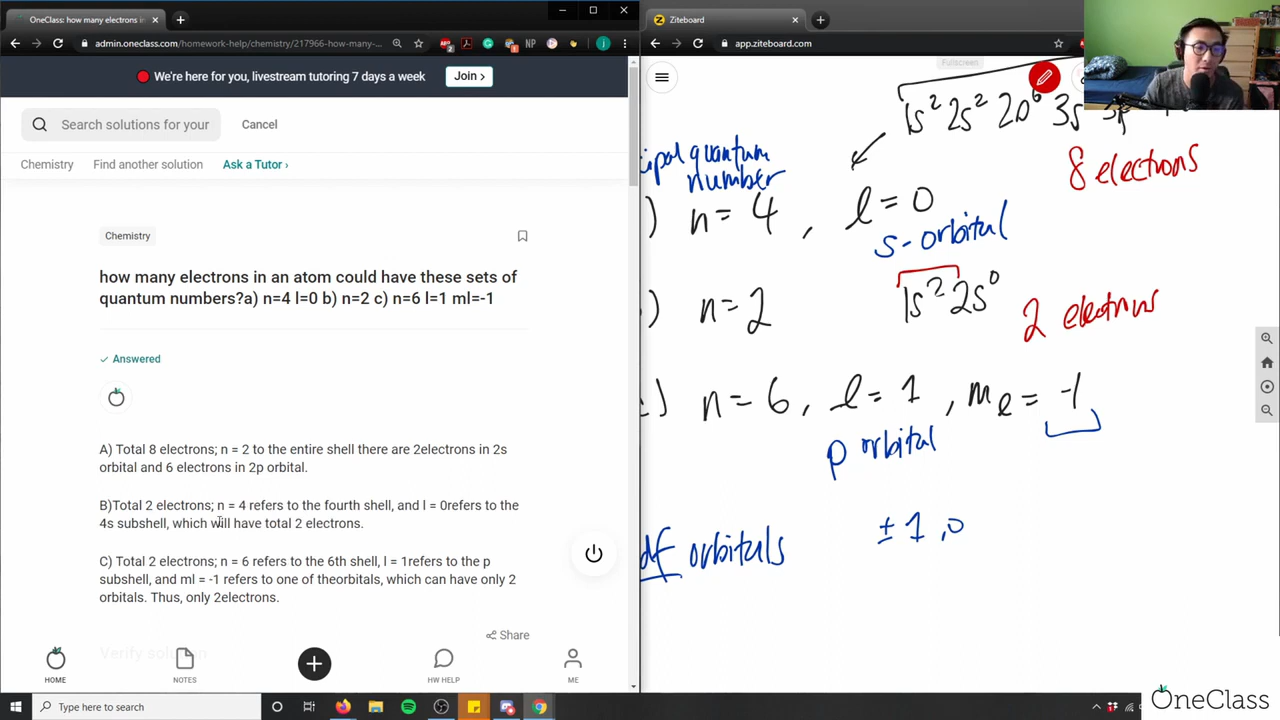 OneClass: how many electrons in
Ziteboard
admin.oneclass.com/homework-help/chemistry/217966-how-many-...
NP
j
app.ziteboard.com
Fullscreen
We're here for you, livestream tutoring 7 days a week
Join ›
Search solutions for your
Cancel
Chemistry
Find another solution
Ask a Tutor ›
Chemistry
how many electrons in an atom could have these sets of
quantum numbers?a) n=4 l=0 b) n=2 c) n=6 l=1 ml=-1
Answered
A) Total 8 electrons; n = 2 to the entire shell there are 2electrons in 2s
orbital and 6 electrons in 2p orbital.
B)Total 2 electrons; n = 4 refers to the fourth shell, and l = 0refers to the
4s subshell, which will have total 2 electrons.
C) Total 2 electrons; n = 6 refers to the 6th shell, l = 1refers to the p
subshell, and ml = -1 refers to one of theorbitals, which can have only 2
orbitals. Thus, only 2electrons.
Share
Verify solution
HOME
NOTES
HW HELP
ME
1s² 2s² 2p⁶ 3s
8 electrons
cipal quantum
number
) n = 4 , l = 0
s-orbital
) n = 2
1s² 2s⁰
2 electrons
) n = 6, l = 1 , mₗ = -1
p orbital
df orbitals
± 1 , 0
Type here to search
OneClass